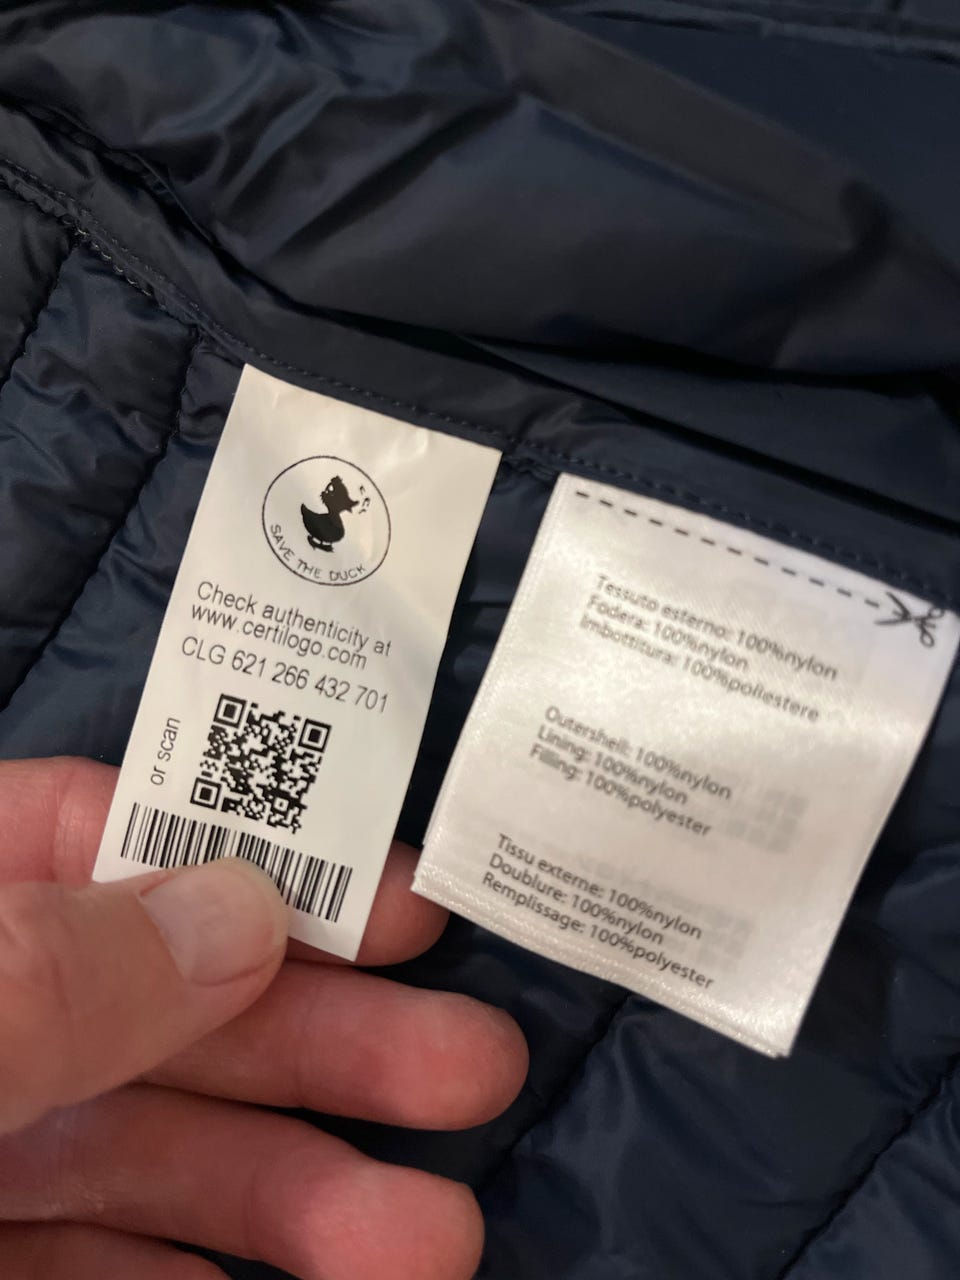 SAVE THE DUCK
Check authenticity at
www.certilogo.com
CLG 621 266 432 701
or scan
Tessuto esterno: 100%nylon
Fodera: 100%nylon
Imbottitura: 100%poliestere
Outershell: 100%nylon
Lining: 100%nylon
Filling: 100%polyester
Tissu externe: 100%nylon
Doublure: 100%nylon
Remplissage: 100%polyester